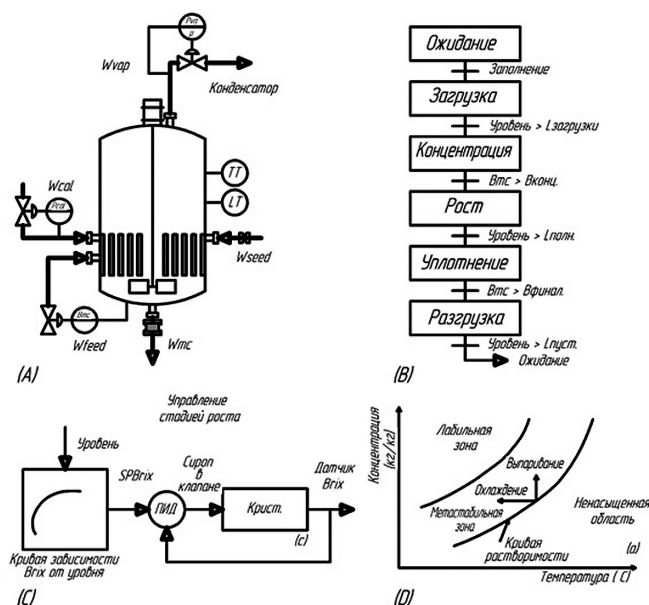 Pvn
p
Wvap
Конденсатор
Wcal
Pcal
TT
LT
Wseed
Bmc
Wfeed
Wmc
(A)
Ожидание
Заполнение
Загрузка
Уровень > Lзагрузки
Концентрация
Bmc > Bконц.
Рост
Уровень > Lполн.
Уплотнение
Bmc > Bфинал.
Разгрузка
Уровень > Lпуст.
Ожидание
(B)
Управление
стадией роста
Уровень
SPBrix
Сироп
в
клапане
Датчик
Brix
ПИД
Крист.
(c)
Кривая зависимости
Brix от уровня
(C)
Концентрация
(кг/кг)
Лабильная
зона
Выпаривание
Охлаждение
Метастабильная
зона
Ненасыщенная
область
Кривая
растворимости
(a)
Температура ( C)
(D)